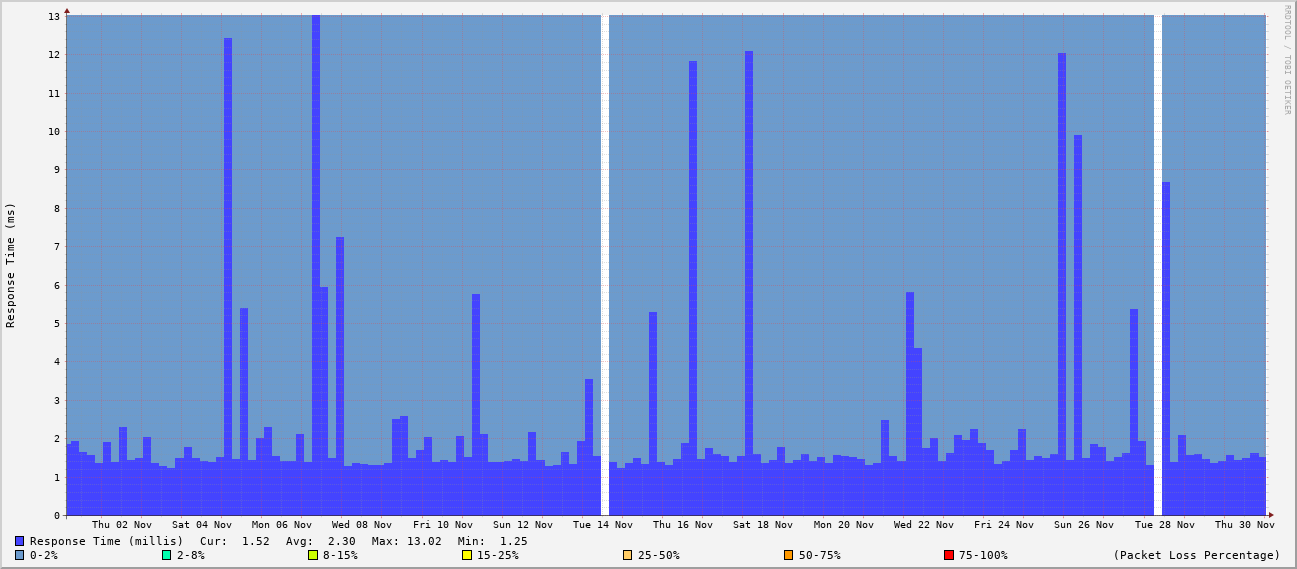 RRDTOOL / TOBI OETIKER
Response Time (ms)
13
12
11
10
9
8
7
6
5
4
3
2
1
0
Thu 02 Nov Sat 04 Nov Mon 06 Nov Wed 08 Nov Fri 10 Nov Sun 12 Nov Tue 14 Nov Thu 16 Nov Sat 18 Nov Mon 20 Nov Wed 22 Nov Fri 24 Nov Sun 26 Nov Tue 28 Nov Thu 30 Nov
Response Time (millis) Cur: 1.52 Avg: 2.30 Max: 13.02 Min: 1.25
0-2% 2-8% 8-15% 15-25% 25-50% 50-75% 75-100% (Packet Loss Percentage)